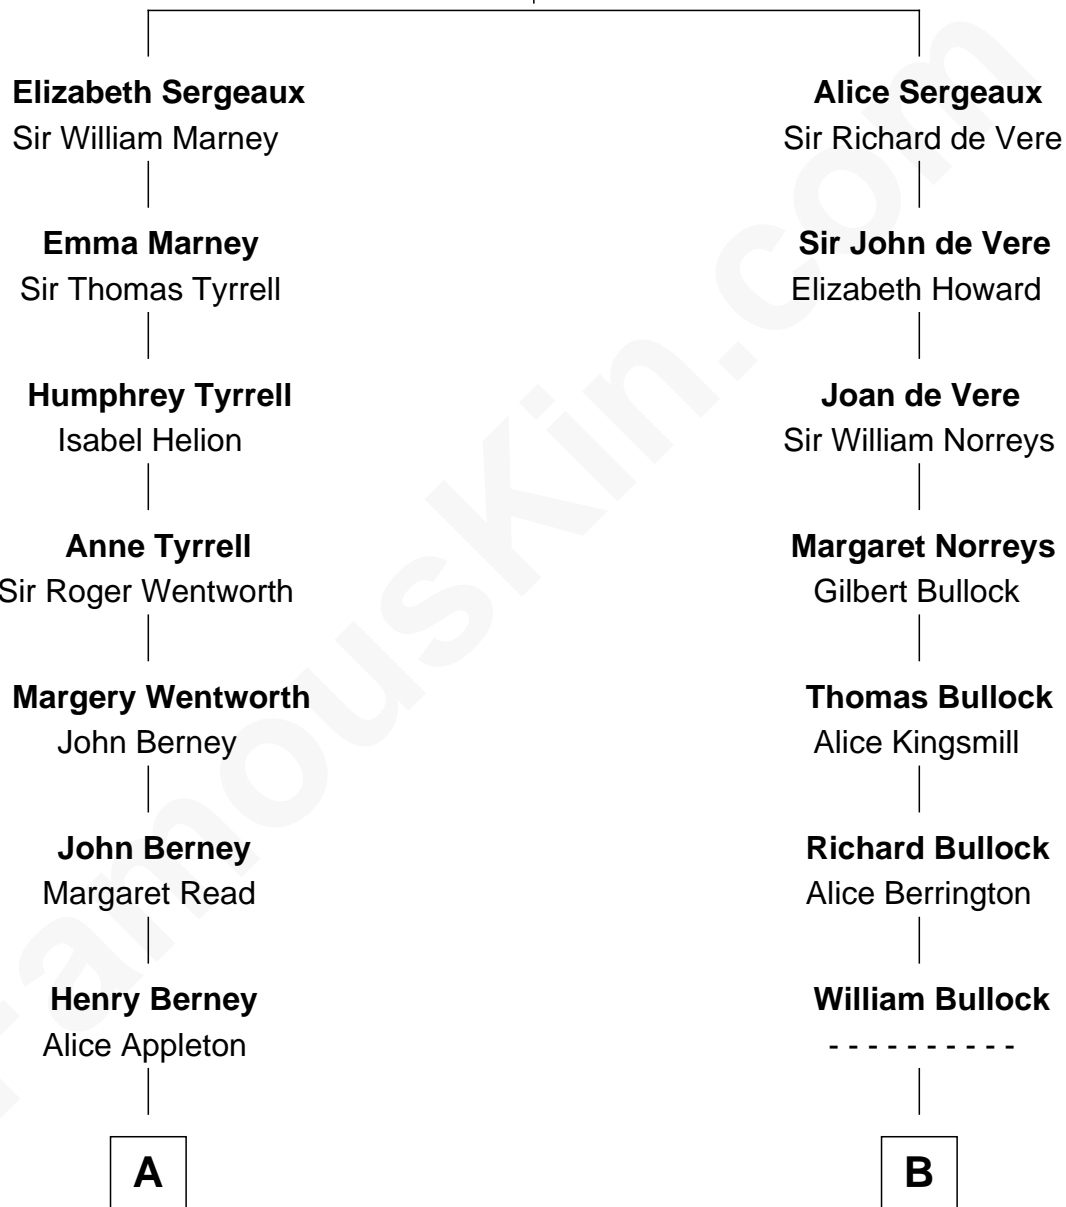 Elizabeth Sergeaux
Sir William Marney
Emma Marney
Sir Thomas Tyrrell
Humphrey Tyrrell
Isabel Helion
Anne Tyrrell
Sir Roger Wentworth
Margery Wentworth
John Berney
John Berney
Margaret Read
Henry Berney
Alice Appleton
A
Alice Sergeaux
Sir Richard de Vere
Sir John de Vere
Elizabeth Howard
Joan de Vere
Sir William Norreys
Margaret Norreys
Gilbert Bullock
Thomas Bullock
Alice Kingsmill
Richard Bullock
Alice Berrington
William Bullock
- - - - - - - - - -
B
FamousKin.com